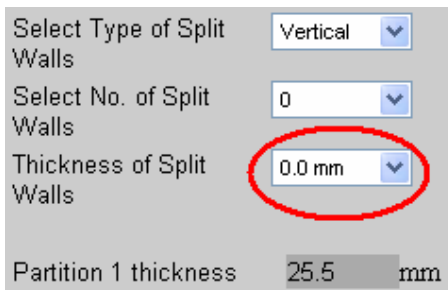 Select Type of Split Walls Vertical
Select No. of Split Walls 0
Thickness of Split Walls 0.0 mm
Partition 1 thickness 25.5 mm